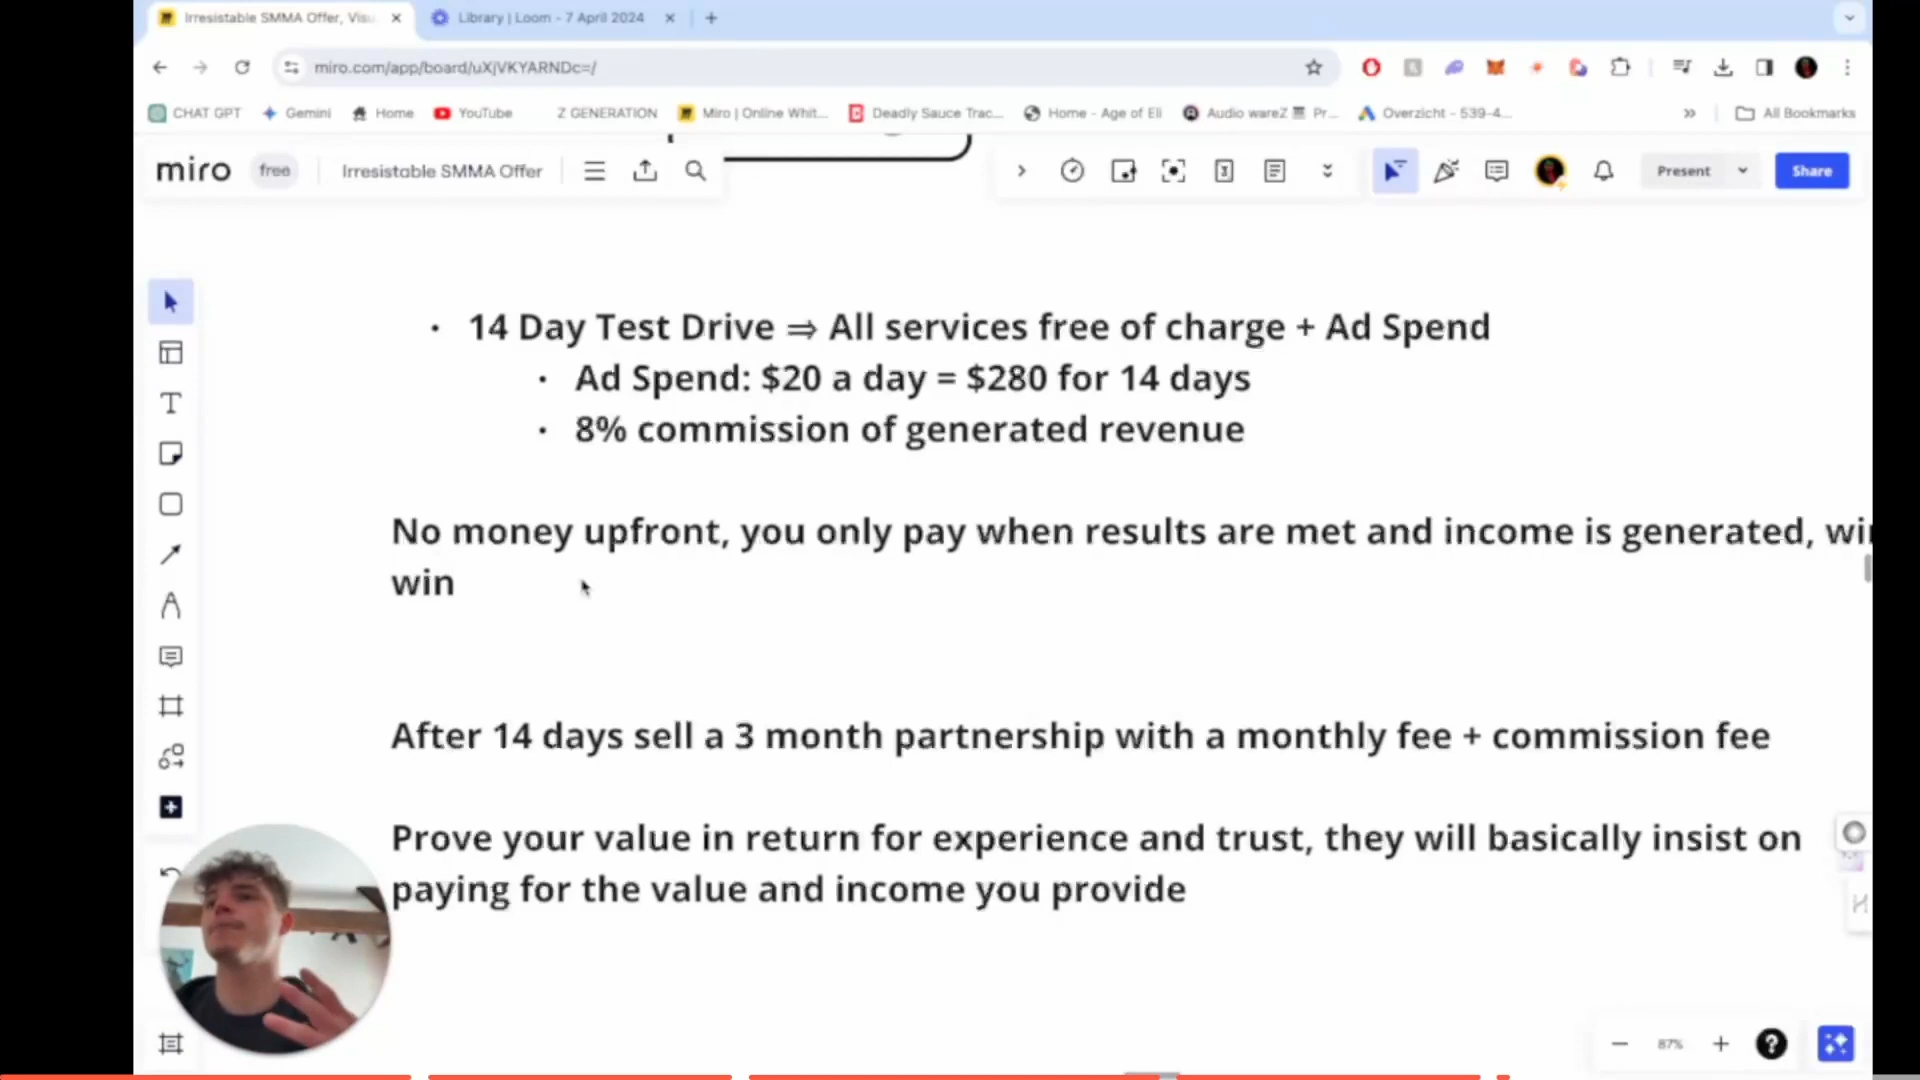 Irresistable SMMA Offer, Visu
Library | Loom - 7 April 2024
miro.com/app/board/uXjVKYARNDc=/
CHAT GPT
Gemini
Home
YouTube
Z GENERATION
Miro | Online Whit...
Deadly Sauce Trac...
Home - Age of Eli
Audio wareZ
Pr...
Overzicht - 539-4...
All Bookmarks
miro
free
Irresistable SMMA Offer
Present
Share
· 14 Day Test Drive ⇒ All services free of charge + Ad Spend
· Ad Spend: $20 a day = $280 for 14 days
· 8% commission of generated revenue
No money upfront, you only pay when results are met and income is generated,
win
After 14 days sell a 3 month partnership with a monthly fee + commission fee
Prove your value in return for experience and trust, they will basically insist on
paying for the value and income you provide
87%